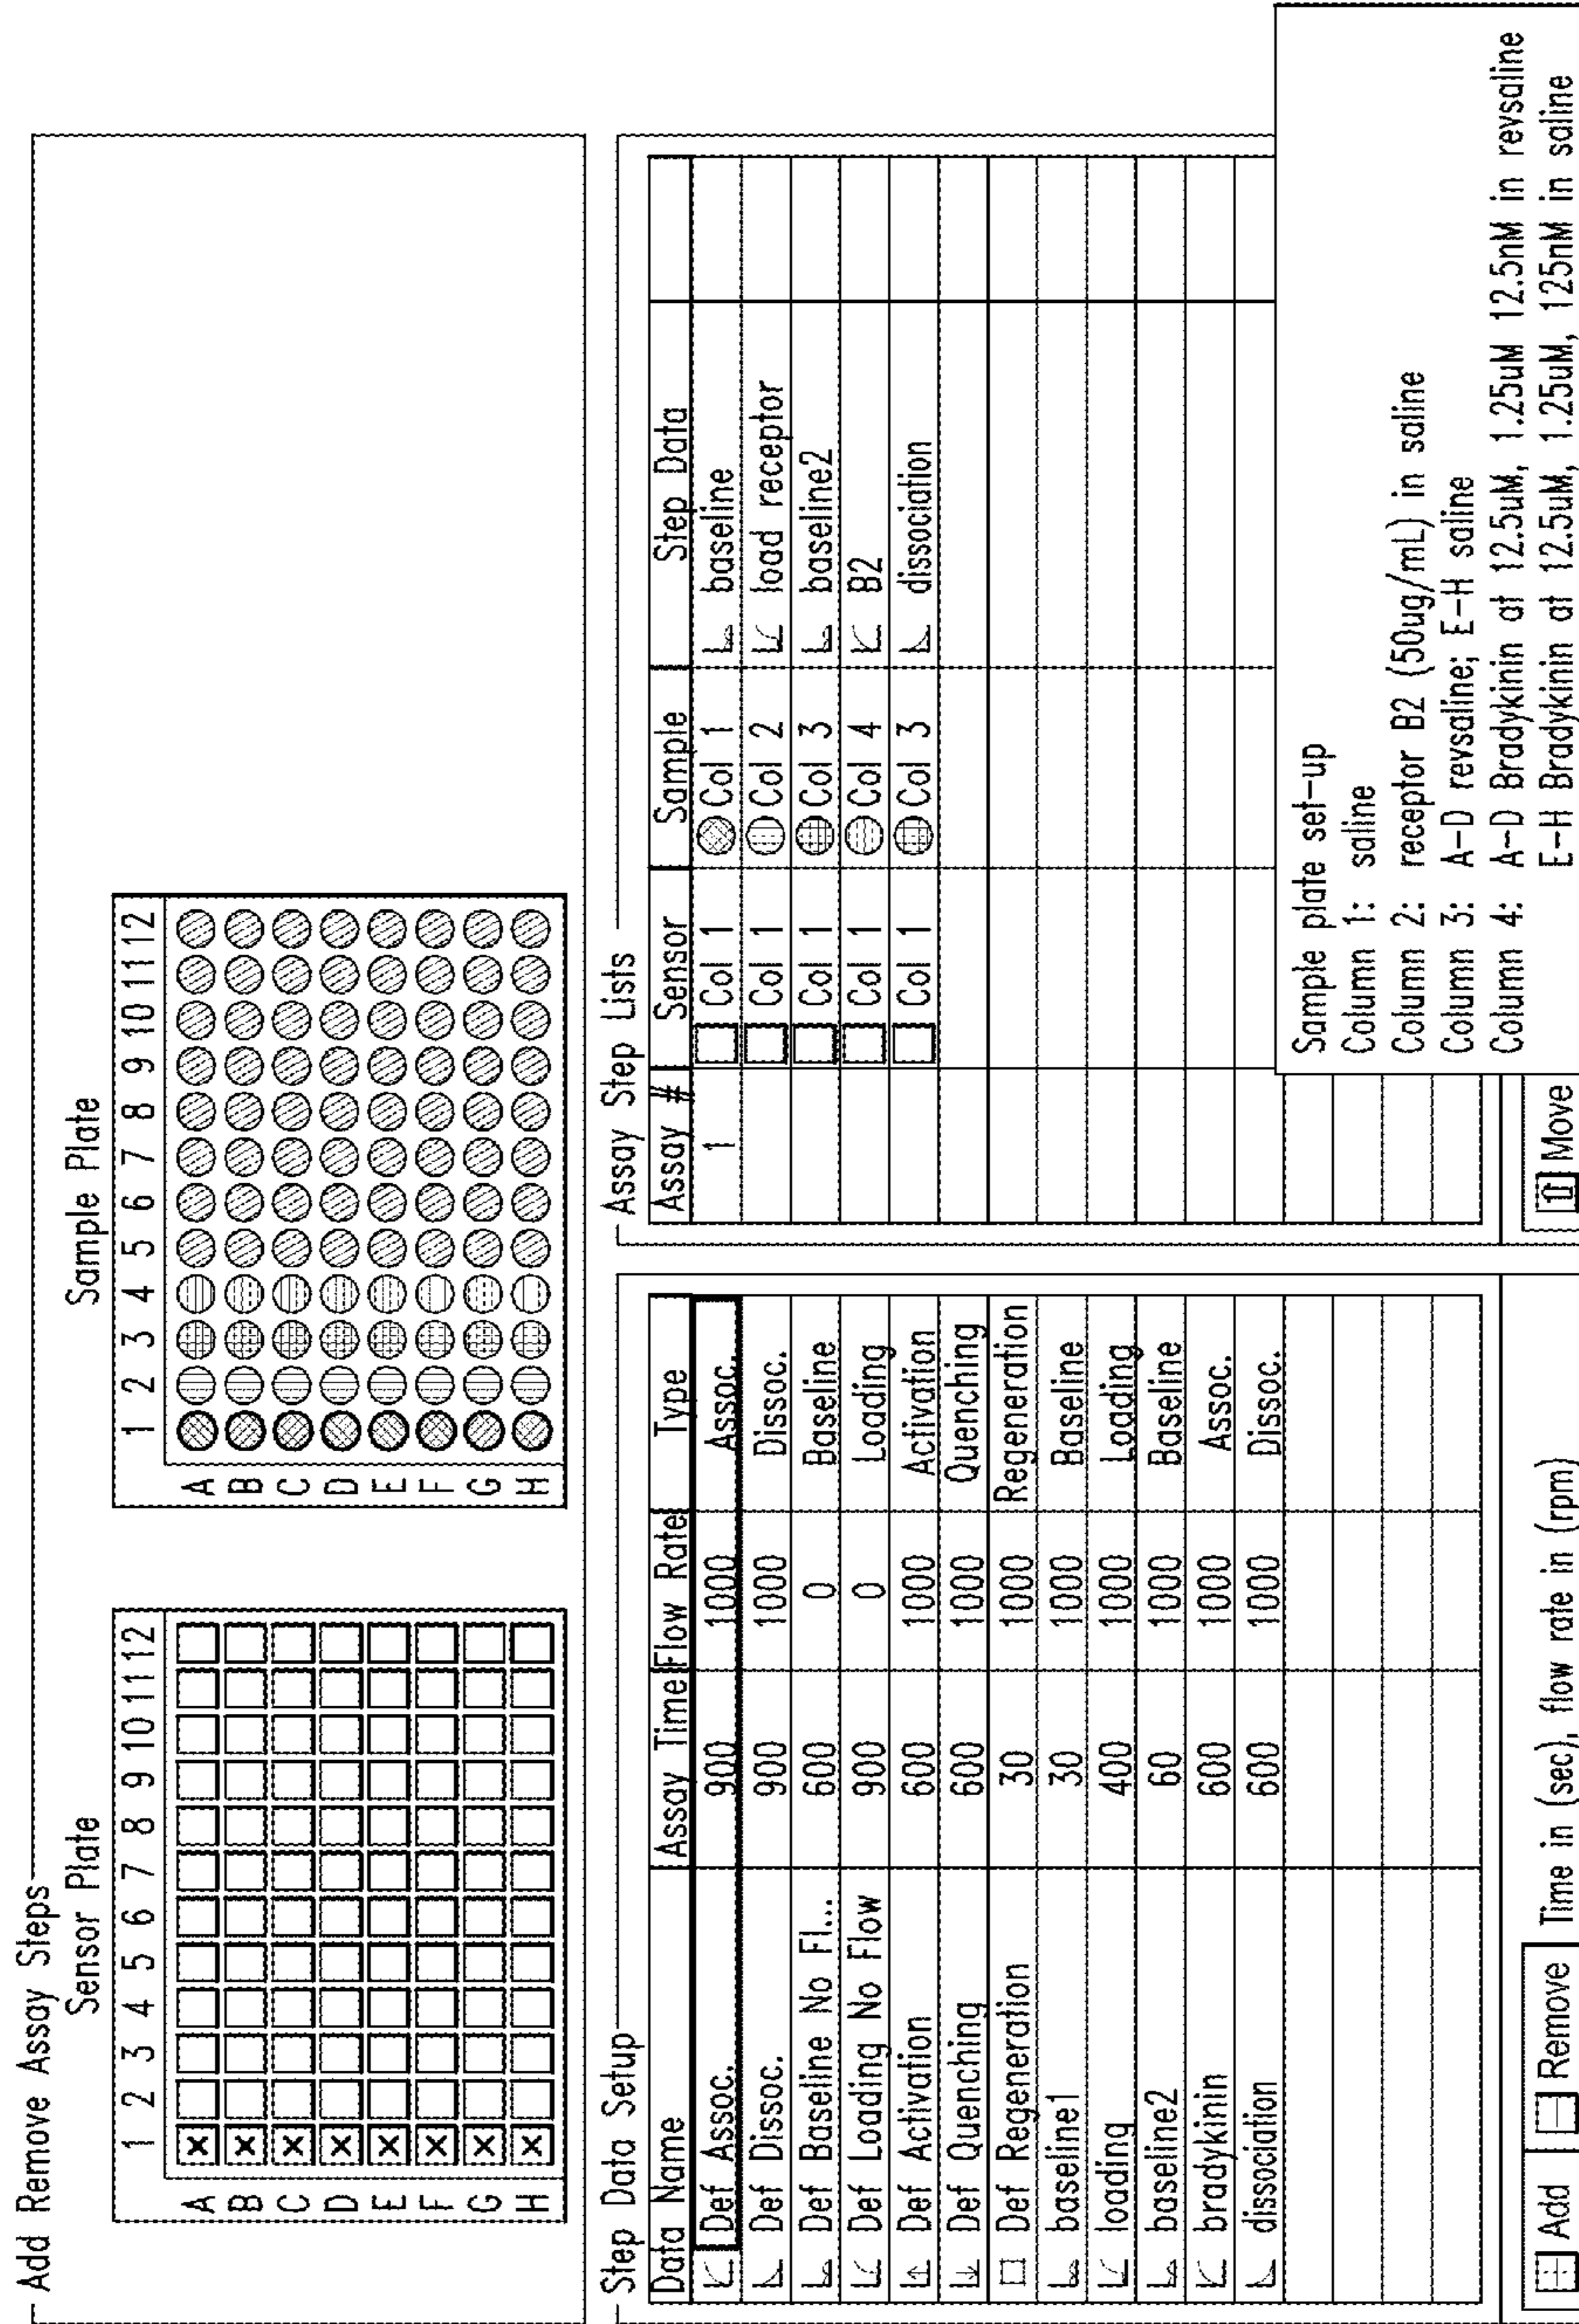 Add Remove Assay Steps
Sensor Plate
1 2 3 4 5 6 7 8 9 10 11 12
A
B
C
D
E
F
G
H
Sample Plate
1 2 3 4 5 6 7 8 9 10 11 12
A
B
C
D
E
F
G
H
Step Data Setup
Data Name Assay Time Flow Rate Type
Def Assoc. 900 1000 Assoc.
Def Dissoc. 900 1000 Dissoc.
Def Baseline No Fl... 600 0 Baseline
Def Loading No Flow 900 0 Loading
Def Activation 600 1000 Activation
Def Quenching 600 1000 Quenching
Def Regeneration 30 1000 Regeneration
baseline1 30 1000 Baseline
loading 400 1000 Loading
baseline2 60 1000 Baseline
bradykinin 600 1000 Assoc.
dissociation 600 1000 Dissoc.
Add Remove Time in (sec), flow rate in (rpm)
Assay Step Lists
Assay # Sensor Sample Step Data
1 Col 1 Col 1 baseline
Col 1 Col 2 load receptor
Col 1 Col 3 baseline2
Col 1 Col 4 B2
Col 1 Col 3 dissociation
Move
Sample plate set-up
Column 1: saline
Column 2: receptor B2 (50ug/mL) in saline
Column 3: A-D revsaline; E-H saline
Column 4: A-D Bradykinin at 12.5uM, 1.25uM 12.5nM in revsaline
E-H Bradykinin at 12.5uM, 1.25uM, 125nM in saline